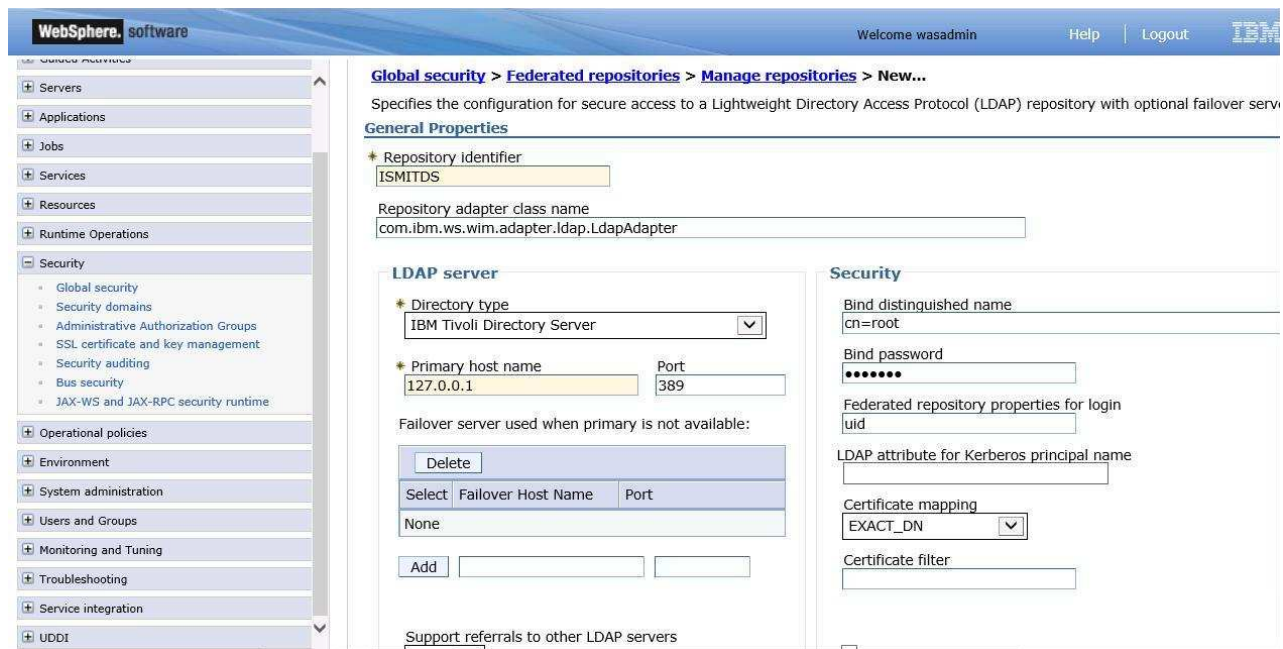 WebSphere. software
Welcome wasadmin
Help
Logout
IBM
Guided Activities
Servers
Applications
Jobs
Services
Resources
Runtime Operations
Security
Global security
Security domains
Administrative Authorization Groups
SSL certificate and key management
Security auditing
Bus security
JAX-WS and JAX-RPC security runtime
Operational policies
Environment
System administration
Users and Groups
Monitoring and Tuning
Troubleshooting
Service integration
UDDI
Global security > Federated repositories > Manage repositories > New...
Specifies the configuration for secure access to a Lightweight Directory Access Protocol (LDAP) repository with optional failover serve
General Properties
Repository identifier
ISMITDS
Repository adapter class name
com.ibm.ws.wim.adapter.ldap.LdapAdapter
LDAP server
Directory type
IBM Tivoli Directory Server
Primary host name
Port
127.0.0.1
389
Failover server used when primary is not available:
Delete
Select Failover Host Name Port
None
Add
Support referrals to other LDAP servers
Security
Bind distinguished name
cn=root
Bind password
•••••••
Federated repository properties for login
uid
LDAP attribute for Kerberos principal name
Certificate mapping
EXACT_DN
Certificate filter